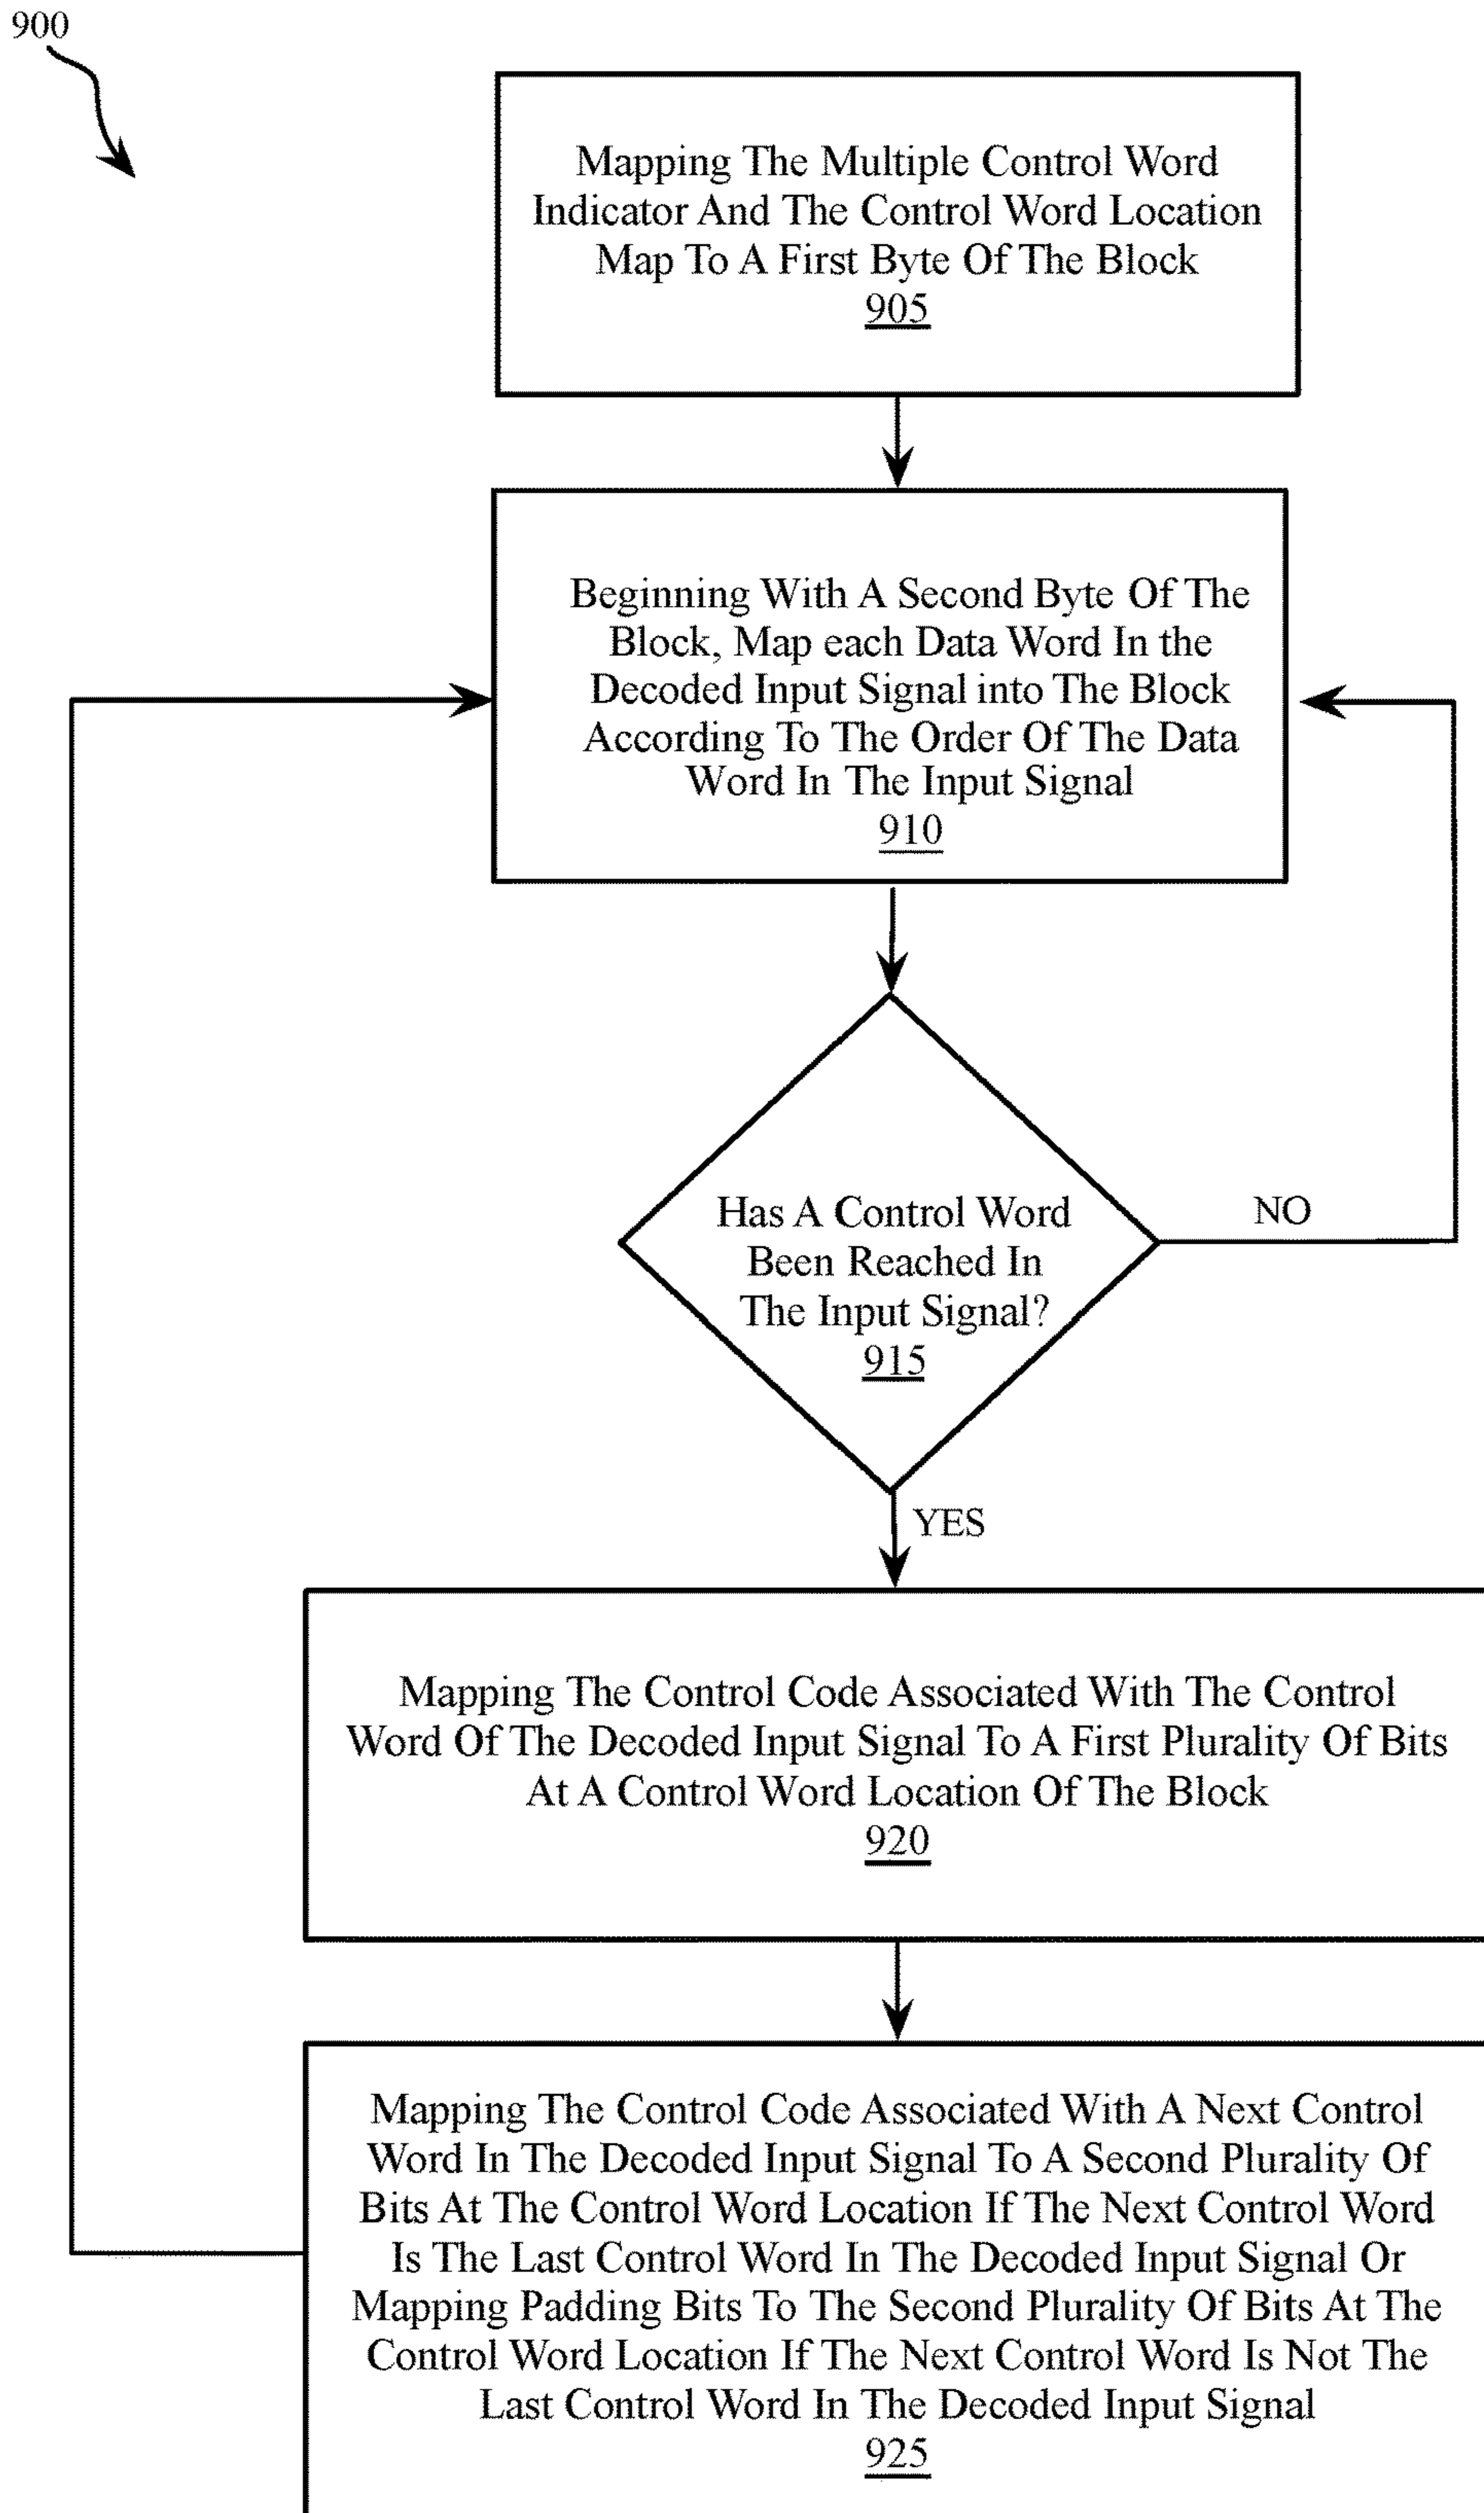 900
Mapping The Multiple Control Word
Indicator And The Control Word Location
Map To A First Byte Of The Block
905
Beginning With A Second Byte Of The
Block, Map each Data Word In the
Decoded Input Signal into The Block
According To The Order Of The Data
Word In The Input Signal
910
Has A Control Word
Been Reached In
The Input Signal?
915
NO
YES
Mapping The Control Code Associated With The Control
Word Of The Decoded Input Signal To A First Plurality Of Bits
At A Control Word Location Of The Block
920
Mapping The Control Code Associated With A Next Control
Word In The Decoded Input Signal To A Second Plurality Of
Bits At The Control Word Location If The Next Control Word
Is The Last Control Word In The Decoded Input Signal Or
Mapping Padding Bits To The Second Plurality Of Bits At The
Control Word Location If The Next Control Word Is Not The
Last Control Word In The Decoded Input Signal
925